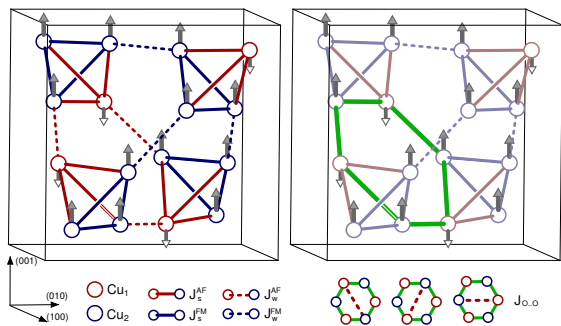 (001)
(010)
(100)
Cu₁ J_s^AF J_w^AF
Cu₂ J_s^FM J_w^FM
J_O..O